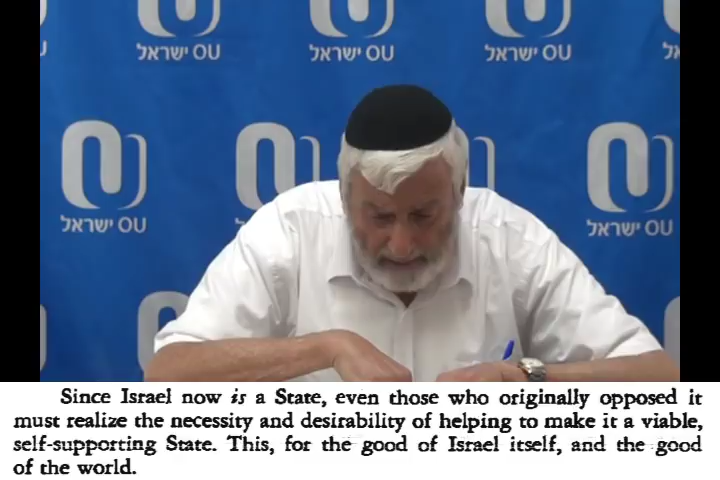 ישראל OU
ישראל OU
ישראל OU
ישראל OU
ישראל OU
Since Israel now is a State, even those who originally opposed it
must realize the necessity and desirability of helping to make it a viable,
self-supporting State. This, for the good of Israel itself, and the good
of the world.